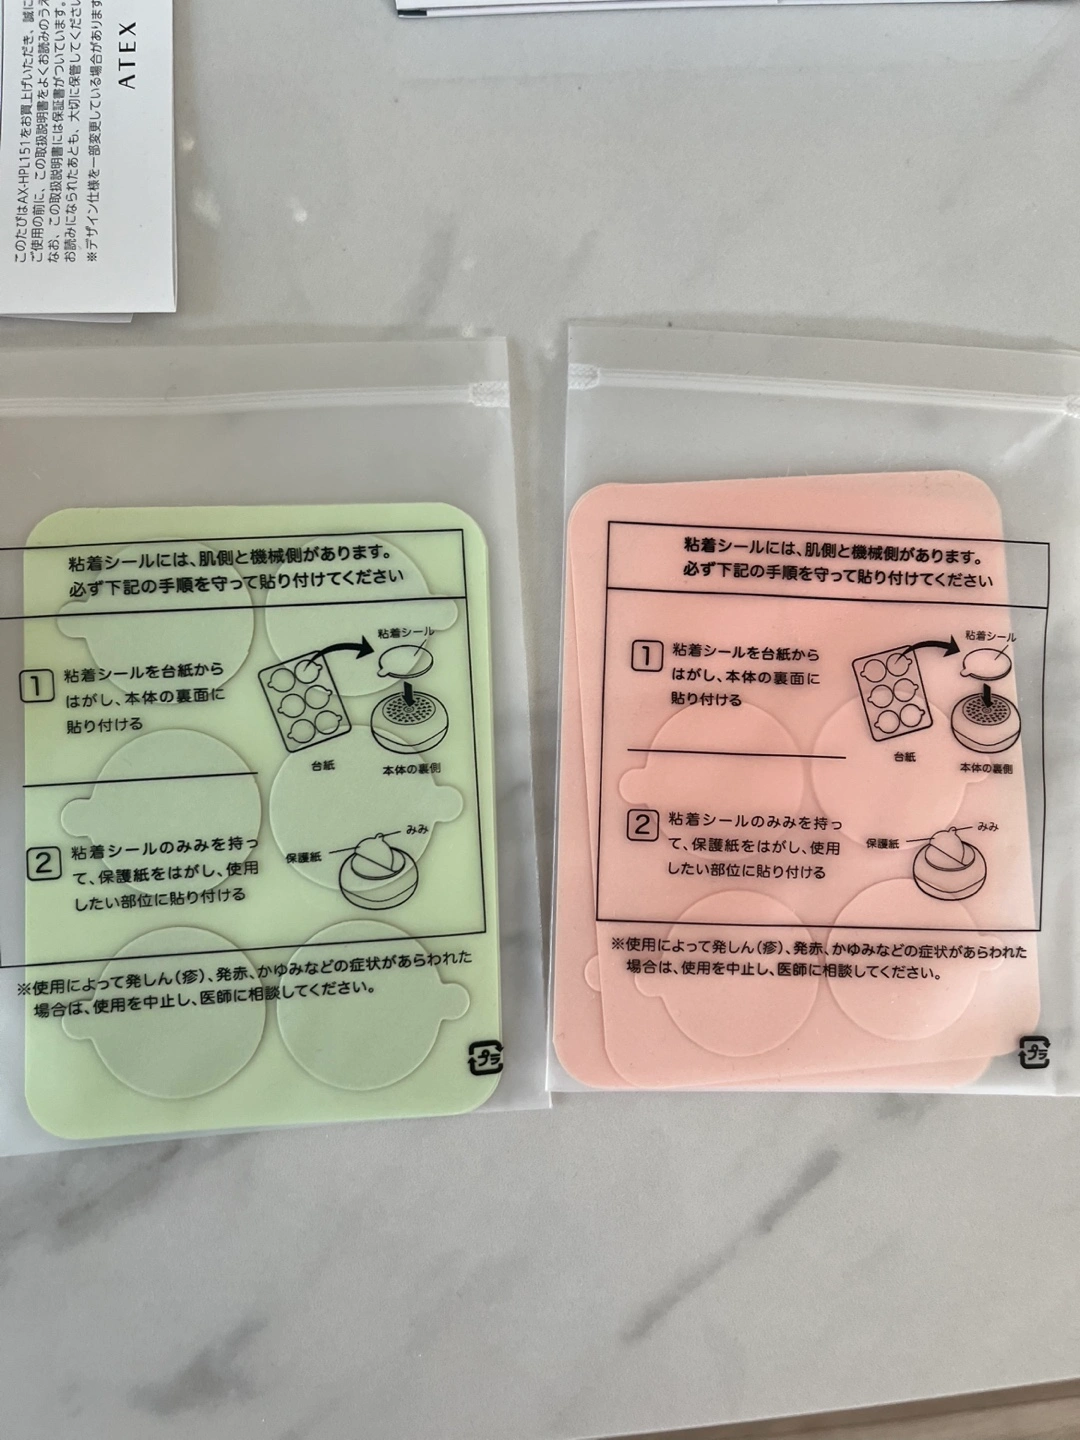 このたびはAX-HPL151をお買上げいただき、誠に
ご使用の前に、この取扱説明書をよくお読みのうえ
なお、この取扱説明書には保証書がついています。
お読みになられたあとも、大切に保管してください
※デザイン仕様を一部変更している場合があります
ATEX
粘着シールには、肌側と機械側があります。
必ず下記の手順を守って貼り付けてください
1
粘着シールを台紙から
はがし、本体の裏面に
貼り付ける
粘着シール
台紙
本体の裏側
2
粘着シールのみみを持っ
て、保護紙をはがし、使用
したい部位に貼り付ける
みみ
保護紙
※使用によって発しん(疹)、発赤、かゆみなどの症状があらわれた
場合は、使用を中止し、医師に相談してください。
プラ
粘着シールには、肌側と機械側があります。
必ず下記の手順を守って貼り付けてください
1
粘着シールを台紙から
はがし、本体の裏面に
貼り付ける
粘着シール
台紙
本体の裏側
2
粘着シールのみみを持っ
て、保護紙をはがし、使用
したい部位に貼り付ける
みみ
保護紙
※使用によって発しん(疹)、発赤、かゆみなどの症状があらわれた
場合は、使用を中止し、医師に相談してください。
プラ